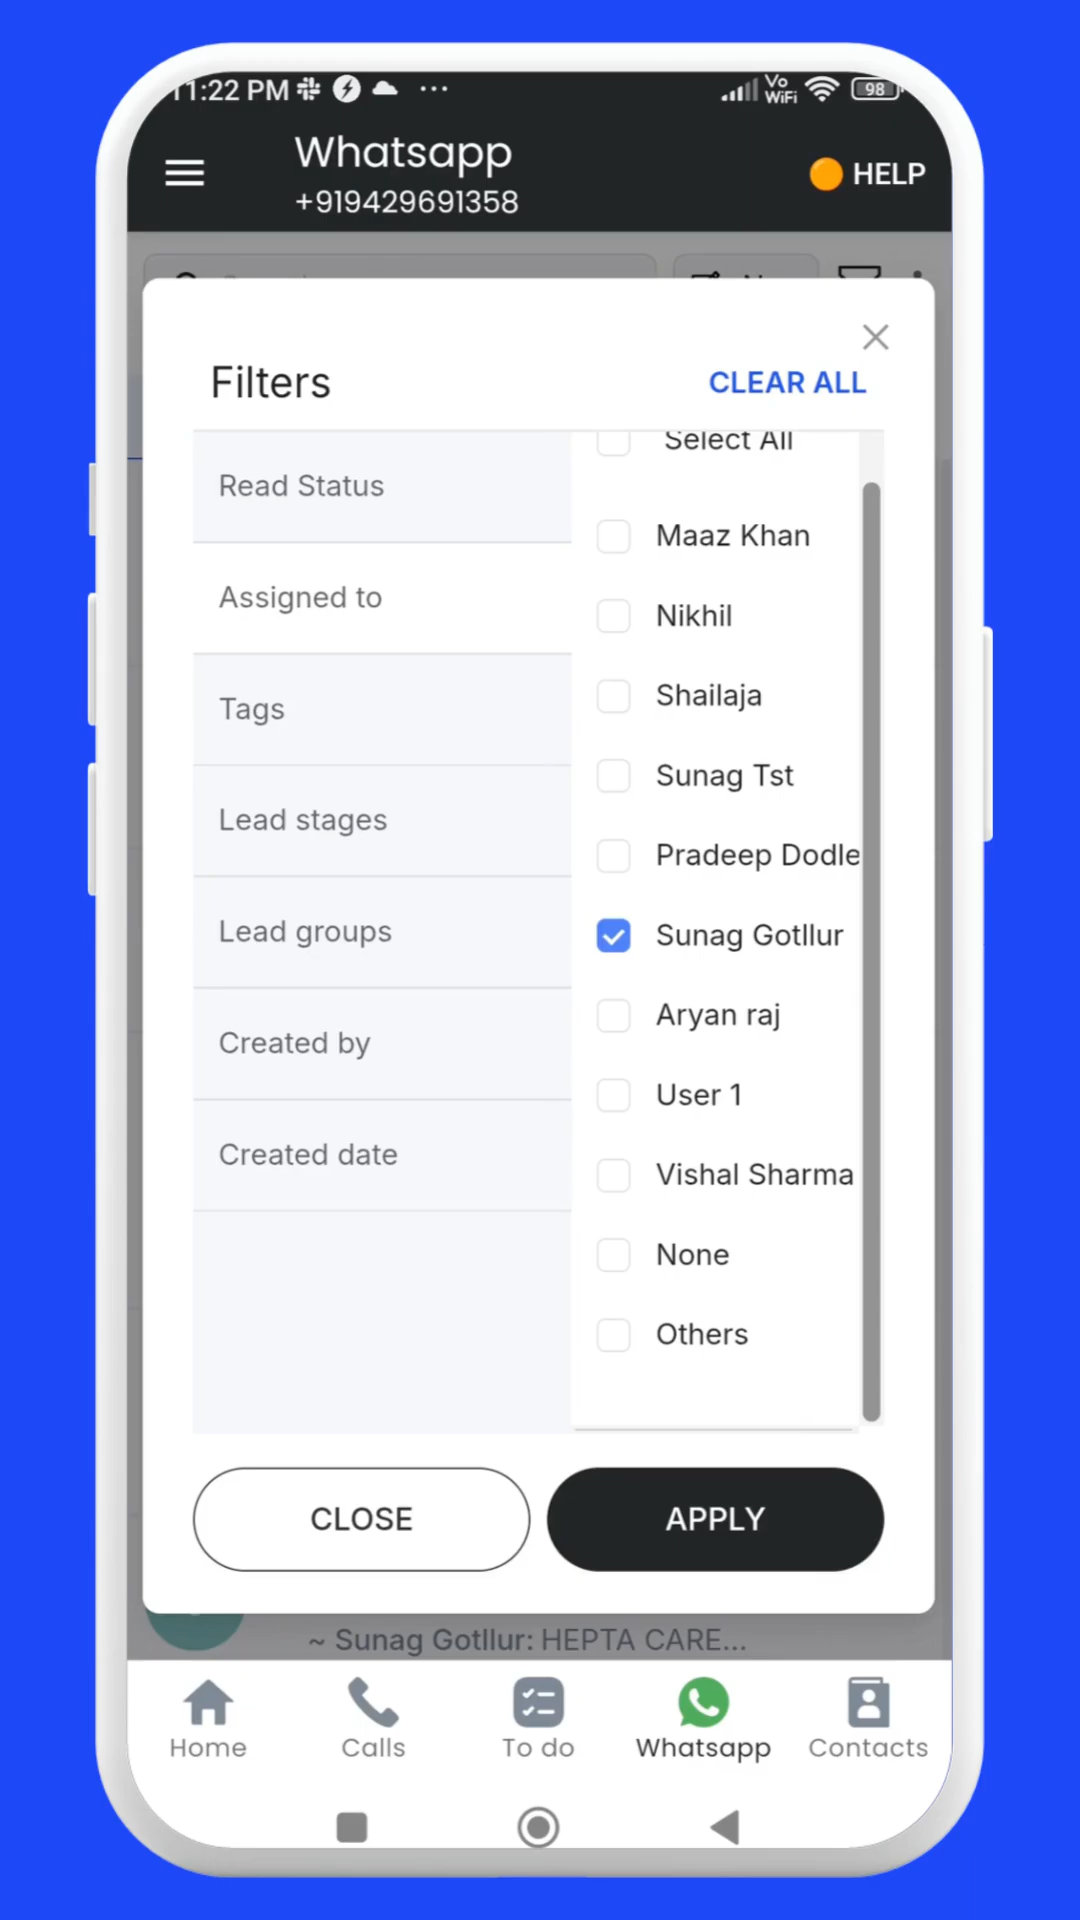 11:22 PM
Vo
WiFi
98
Whatsapp
+919429691358
HELP
Filters
CLEAR ALL
Read Status
Assigned to
Tags
Lead stages
Lead groups
Created by
Created date
Select All
Maaz Khan
Nikhil
Shailaja
Sunag Tst
Pradeep Dodle
Sunag Gotllur
Aryan raj
User 1
Vishal Sharma
None
Others
CLOSE
APPLY
~ Sunag Gotllur: HEPTA CARE...
Home
Calls
To do
Whatsapp
Contacts